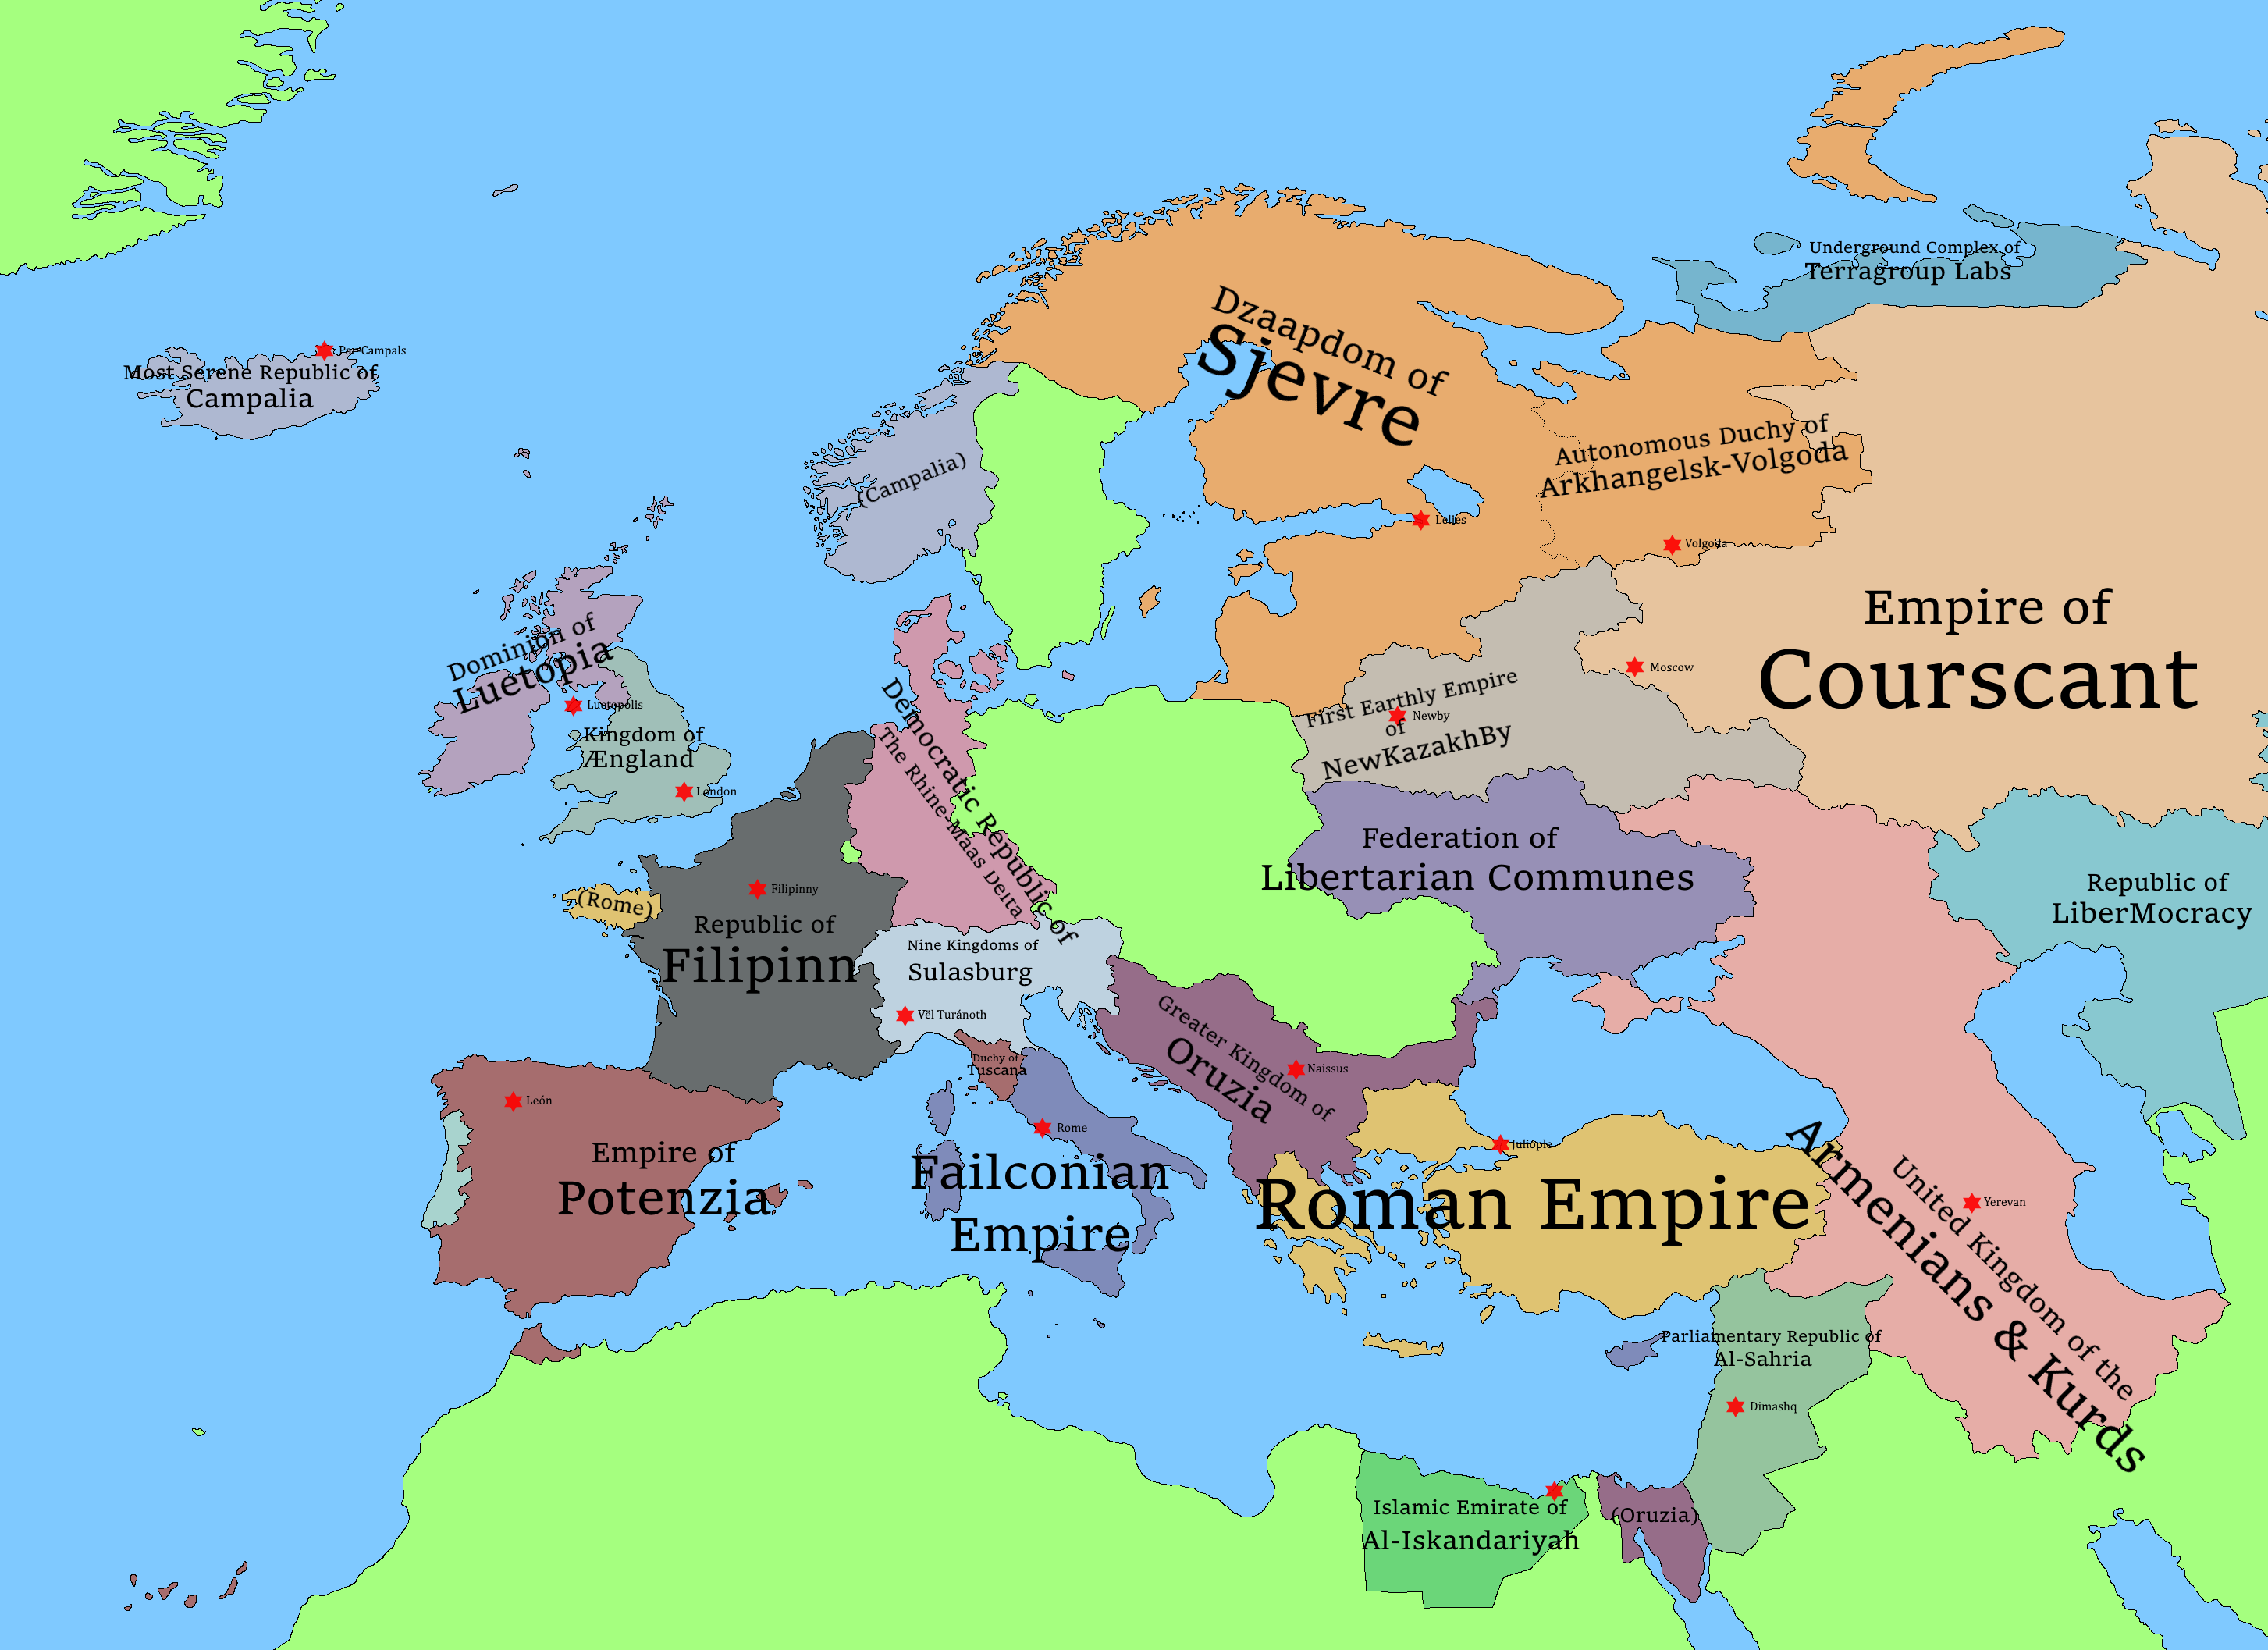 Underground Complex of
Terragroup Labs
Dzaapdom of
Sjevre
Par Campals
Most Serene Republic of
Campalia
(Campalia)
Autonomous Duchy of
Arkhangelsk-Volgoda
Lelies
Volgoda
Empire of
Courscant
Moscow
Dominion of
Luetopia
Luetopolis
Kingdom of
Ængland
London
First Earthly Empire
of
NewKazakhBy
Newby
Democratic Republic of
The Rhine-Maas Delta
Federation of
Libertarian Communes
Republic of
LiberMocracy
(Rome)
Filipinny
Republic of
Filipinn
Nine Kingdoms of
Sulasburg
Vël Turánoth
Greater Kingdom of
Oruzia
Naissus
Duchy of
Tuscana
León
Empire of
Potenzia
Rome
Failconian
Empire
Juliople
Roman Empire
United Kingdom of the
Armenians & Kurds
Yerevan
Parliamentary Republic of
Al-Sahria
Dimashq
Islamic Emirate of
Al-Iskandariyah
(Oruzia)